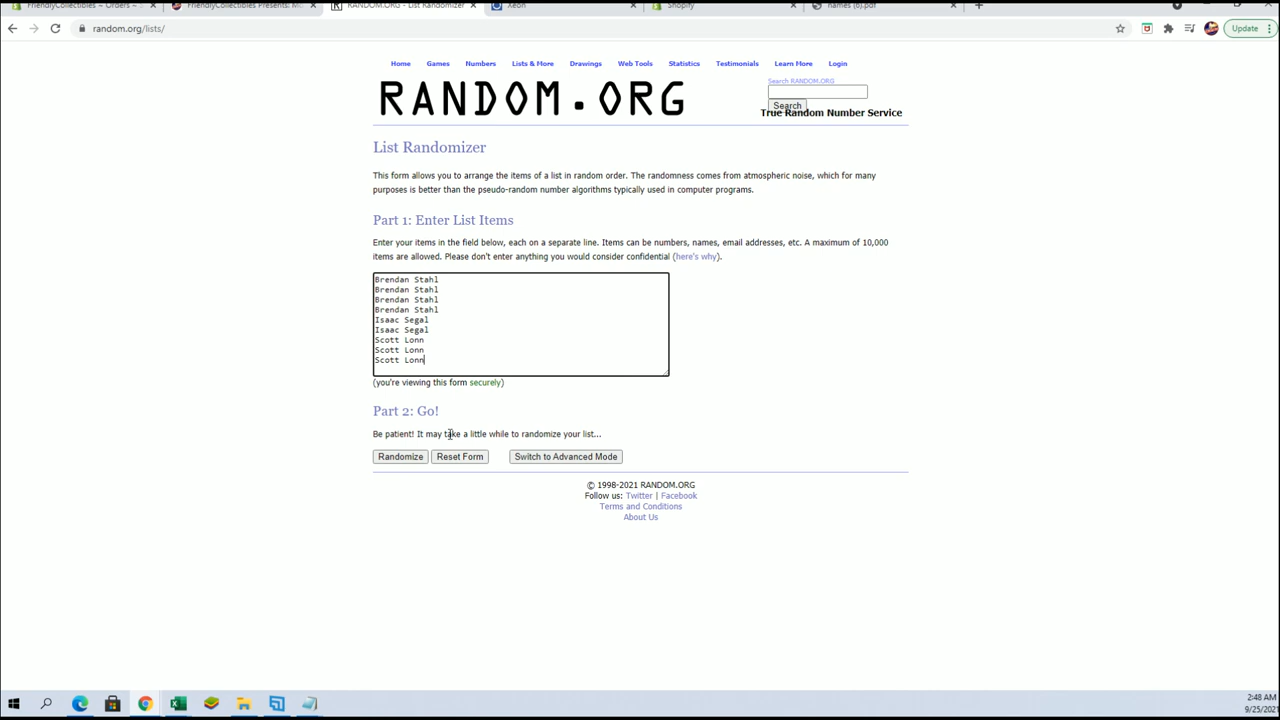 FriendlyCollectibles ~ Orders ~ S
FriendlyCollectibles Presents: Mo
RANDOM.ORG - List Randomizer
Xeon
Shopify
names (6).pdf
random.org/lists/
Update
Home Games Numbers Lists & More Drawings Web Tools Statistics Testimonials Learn More Login
RANDOM.ORG
Search RANDOM.ORG
Search
True Random Number Service
List Randomizer
This form allows you to arrange the items of a list in random order. The randomness comes from atmospheric noise, which for many
purposes is better than the pseudo-random number algorithms typically used in computer programs.
Part 1: Enter List Items
Enter your items in the field below, each on a separate line. Items can be numbers, names, email addresses, etc. A maximum of 10,000
items are allowed. Please don't enter anything you would consider confidential (here's why).
Brendan Stahl
Brendan Stahl
Brendan Stahl
Brendan Stahl
Isaac Segal
Isaac Segal
Scott Lonn
Scott Lonn
Scott Lonn
(you're viewing this form securely)
Part 2: Go!
Be patient! It may take a little while to randomize your list...
Randomize Reset Form Switch to Advanced Mode
© 1998-2021 RANDOM.ORG
Follow us: Twitter | Facebook
Terms and Conditions
About Us
2:48 AM
9/25/2021